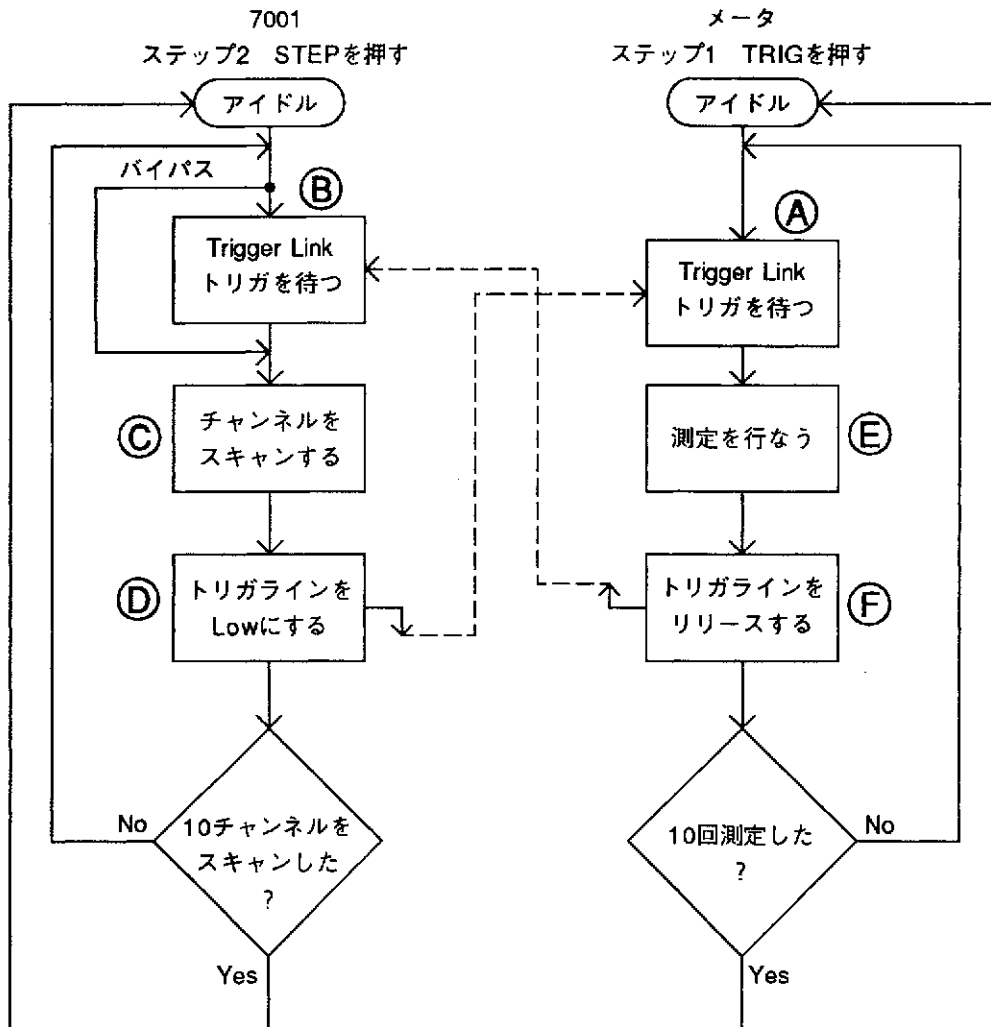 7001
ステップ2 STEPを押す
アイドル
バイパス
B
Trigger Link
トリガを待つ
C
チャンネルを
スキャンする
D
トリガラインを
Lowにする
No
10チャンネルを
スキャンした
?
Yes
メータ
ステップ1 TRIGを押す
アイドル
A
Trigger Link
トリガを待つ
測定を行なう
E
トリガラインを
リリースする
F
10回測定した
?
No
Yes